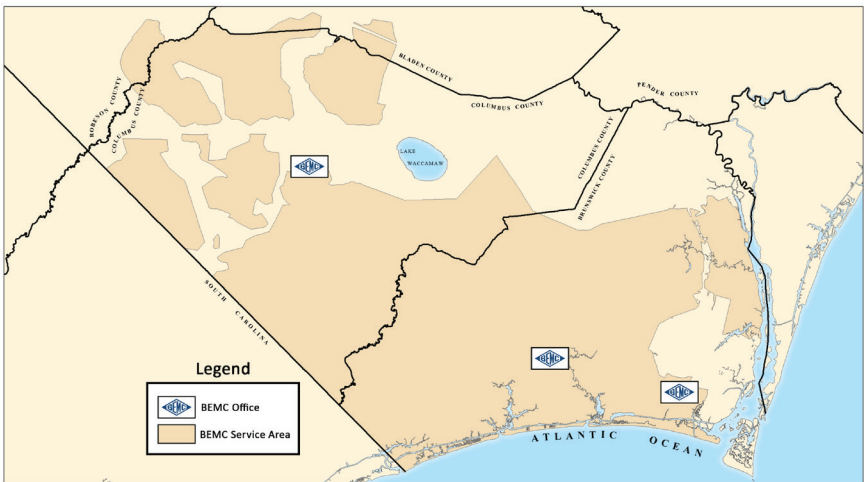 BLADEN COUNTY
COLUMBUS COUNTY
PENDER COUNTY
ROBESON COUNTY
COLUMBUS COUNTY
COLUMBUS COUNTY
BRUNSWICK COUNTY
LAKE
WACCAMAW
BEMC
SOUTH CAROLINA
BEMC
BEMC
ATLANTIC OCEAN
Legend
BEMC BEMC Office
BEMC Service Area